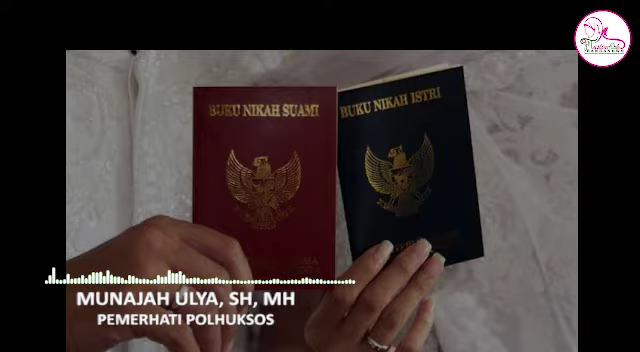 BUKU NIKAH SUAMI
BUKU NIKAH ISTRI
MUNAJAH ULYA, SH, MH
PEMERHATI POLHUKSOS